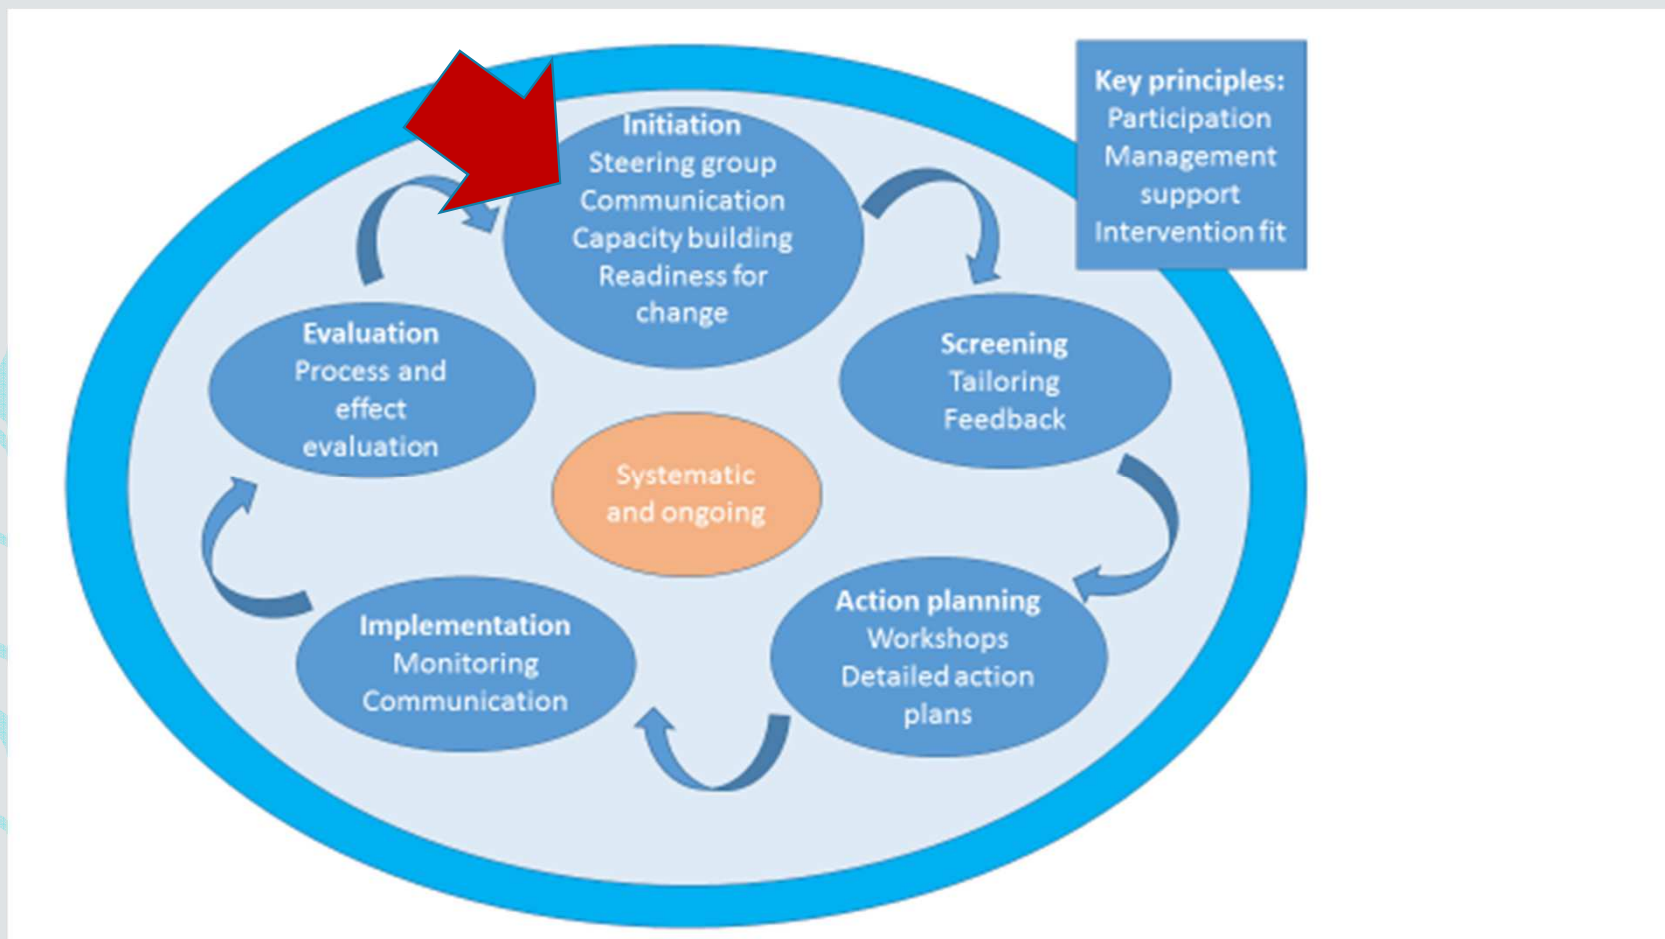 Initiation
Steering group
Communication
Capacity building
Readiness for
change
Key principles:
Participation
Management
support
Intervention fit
Screening
Tailoring
Feedback
Action planning
Workshops
Detailed action
plans
Implementation
Monitoring
Communication
Evaluation
Process and
effect
evaluation
Systematic
and ongoing